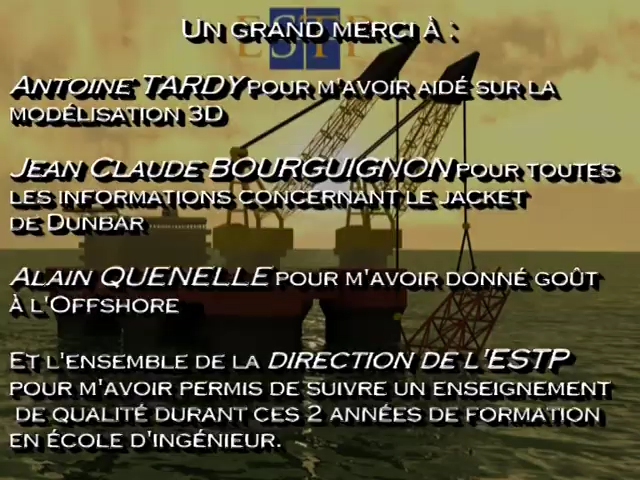 ESTP
Un grand merci à :
Antoine TARDY pour m'avoir aidé sur la
modélisation 3D
Jean Claude BOURGUIGNON pour toutes
les informations concernant le jacket
de Dunbar
Alain QUENELLE pour m'avoir donné goût
à l'Offshore
Et l'ensemble de la DIRECTION DE L'ESTP
pour m'avoir permis de suivre un enseignement
de qualité durant ces 2 années de formation
en école d'ingénieur.